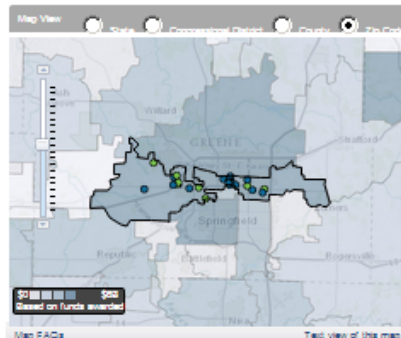 Map View
State
Congressional District
County
Zip Code
Willard
GREENE
Strafford
Springfield
Republic
Battlefield
Rogersville
Nixa
$0
Based on funds awarded
Map FAQs
Text view of this map